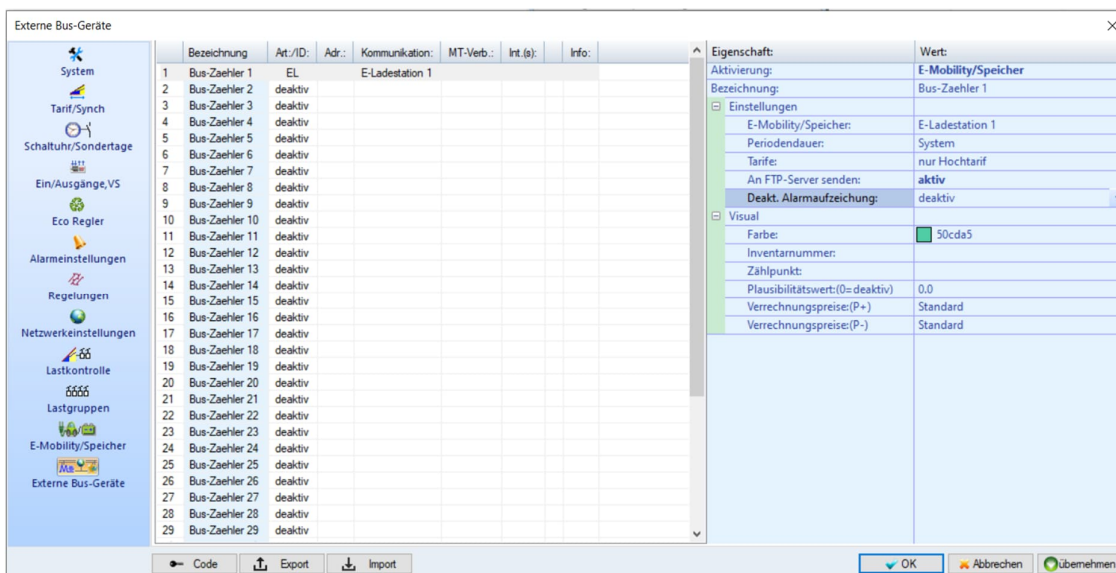 Externe Bus-Geräte
System
Tarif/Synch
Schaltuhr/Sondertage
Ein/Ausgänge,VS
Eco Regler
Alarmeinstellungen
Regelungen
Netzwerkeinstellungen
Lastkontrolle
Lastgruppen
E-Mobility/Speicher
Externe Bus-Geräte
Bezeichnung Art:/ID: Adr.: Kommunikation: MT-Verb.: Int.(s): Info:
1 Bus-Zaehler 1 EL E-Ladestation 1
2 Bus-Zaehler 2 deaktiv
3 Bus-Zaehler 3 deaktiv
4 Bus-Zaehler 4 deaktiv
5 Bus-Zaehler 5 deaktiv
6 Bus-Zaehler 6 deaktiv
7 Bus-Zaehler 7 deaktiv
8 Bus-Zaehler 8 deaktiv
9 Bus-Zaehler 9 deaktiv
10 Bus-Zaehler 10 deaktiv
11 Bus-Zaehler 11 deaktiv
12 Bus-Zaehler 12 deaktiv
13 Bus-Zaehler 13 deaktiv
14 Bus-Zaehler 14 deaktiv
15 Bus-Zaehler 15 deaktiv
16 Bus-Zaehler 16 deaktiv
17 Bus-Zaehler 17 deaktiv
18 Bus-Zaehler 18 deaktiv
19 Bus-Zaehler 19 deaktiv
20 Bus-Zaehler 20 deaktiv
21 Bus-Zaehler 21 deaktiv
22 Bus-Zaehler 22 deaktiv
23 Bus-Zaehler 23 deaktiv
24 Bus-Zaehler 24 deaktiv
25 Bus-Zaehler 25 deaktiv
26 Bus-Zaehler 26 deaktiv
27 Bus-Zaehler 27 deaktiv
28 Bus-Zaehler 28 deaktiv
29 Bus-Zaehler 29 deaktiv
Eigenschaft: Wert:
Aktivierung: E-Mobility/Speicher
Bezeichnung: Bus-Zaehler 1
Einstellungen
E-Mobility/Speicher: E-Ladestation 1
Periodendauer: System
Tarife: nur Hochtarif
An FTP-Server senden: aktiv
Deakt. Alarmaufzeichung: deaktiv
Visual
Farbe: 50cda5
Inventarnummer:
Zählpunkt:
Plausibilitätswert:(0=deaktiv) 0.0
Verrechnungspreise:(P+) Standard
Verrechnungspreise:(P-) Standard
Code Export Import OK Abbrechen übernehmen